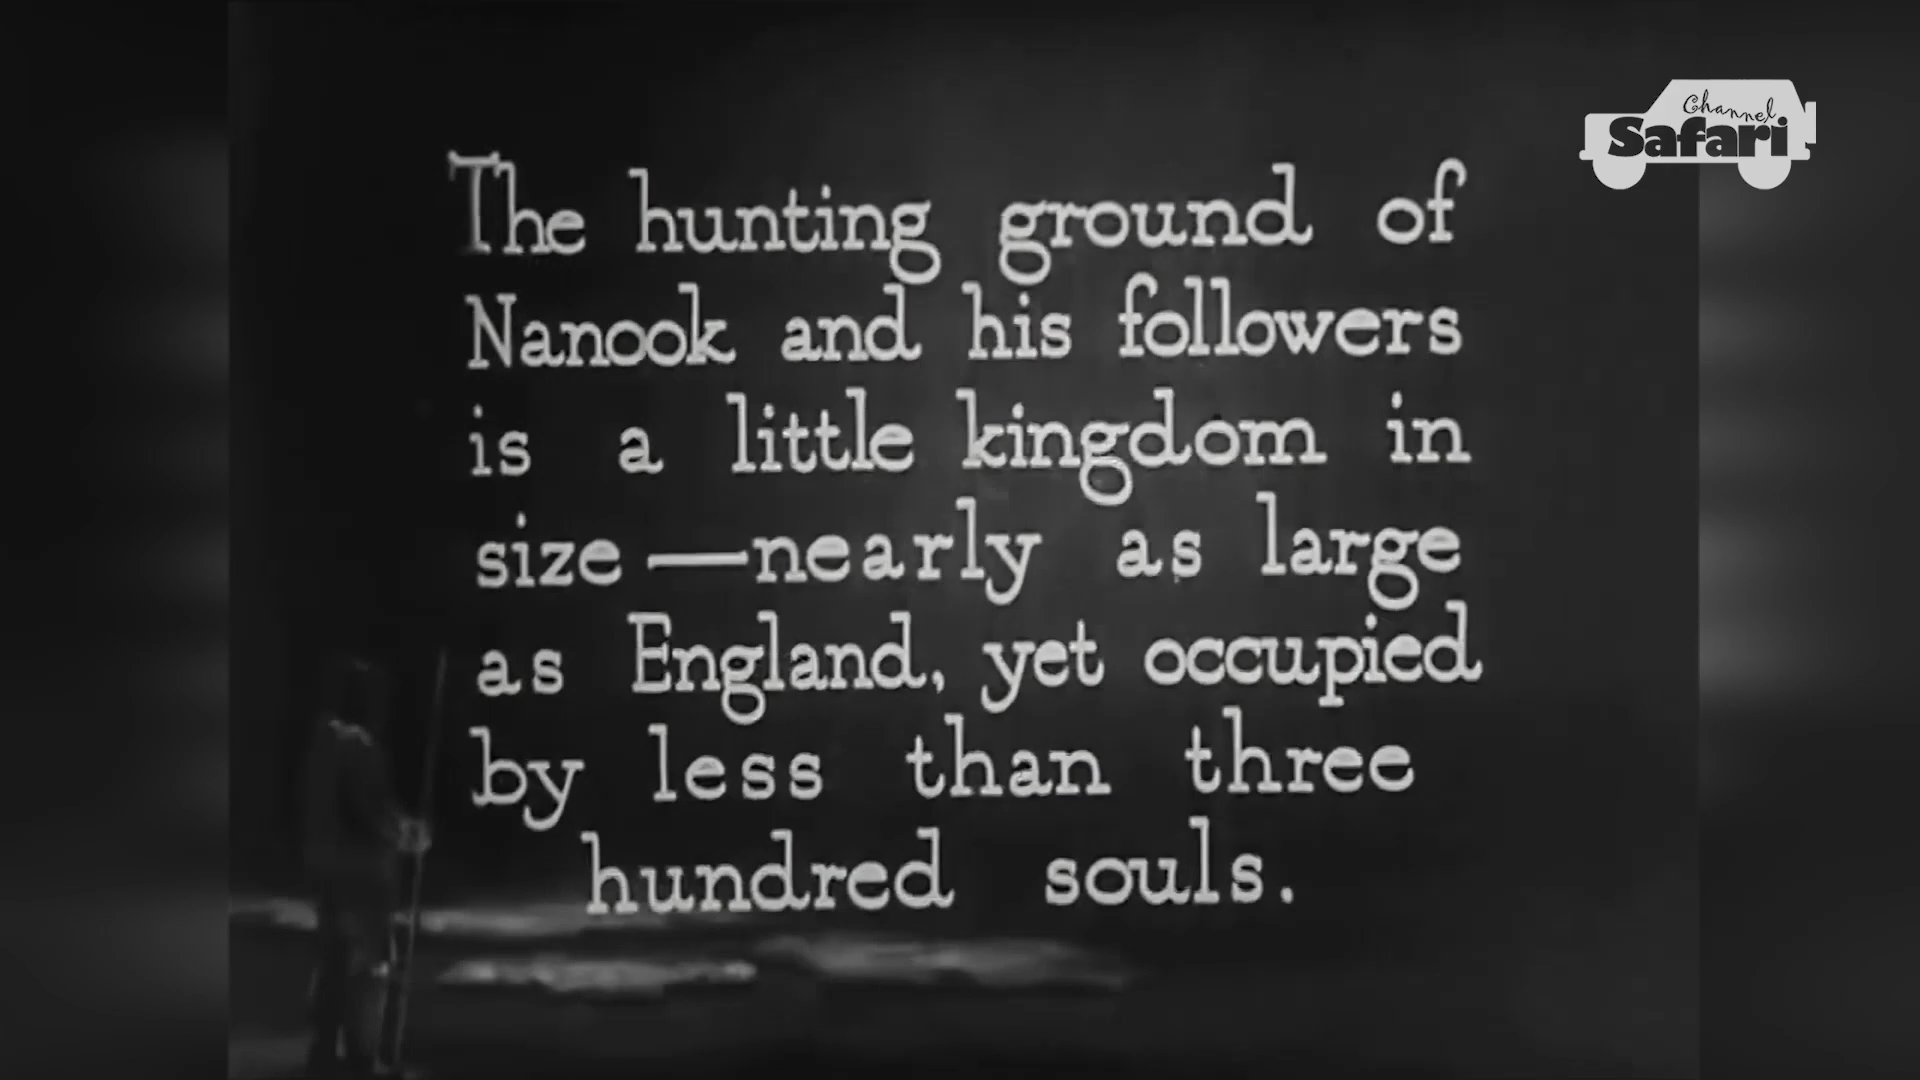 Channel
Safari
The hunting ground of
Nanook and his followers
is a little kingdom in
size—nearly as large
as England, yet occupied
by less than three
hundred souls.